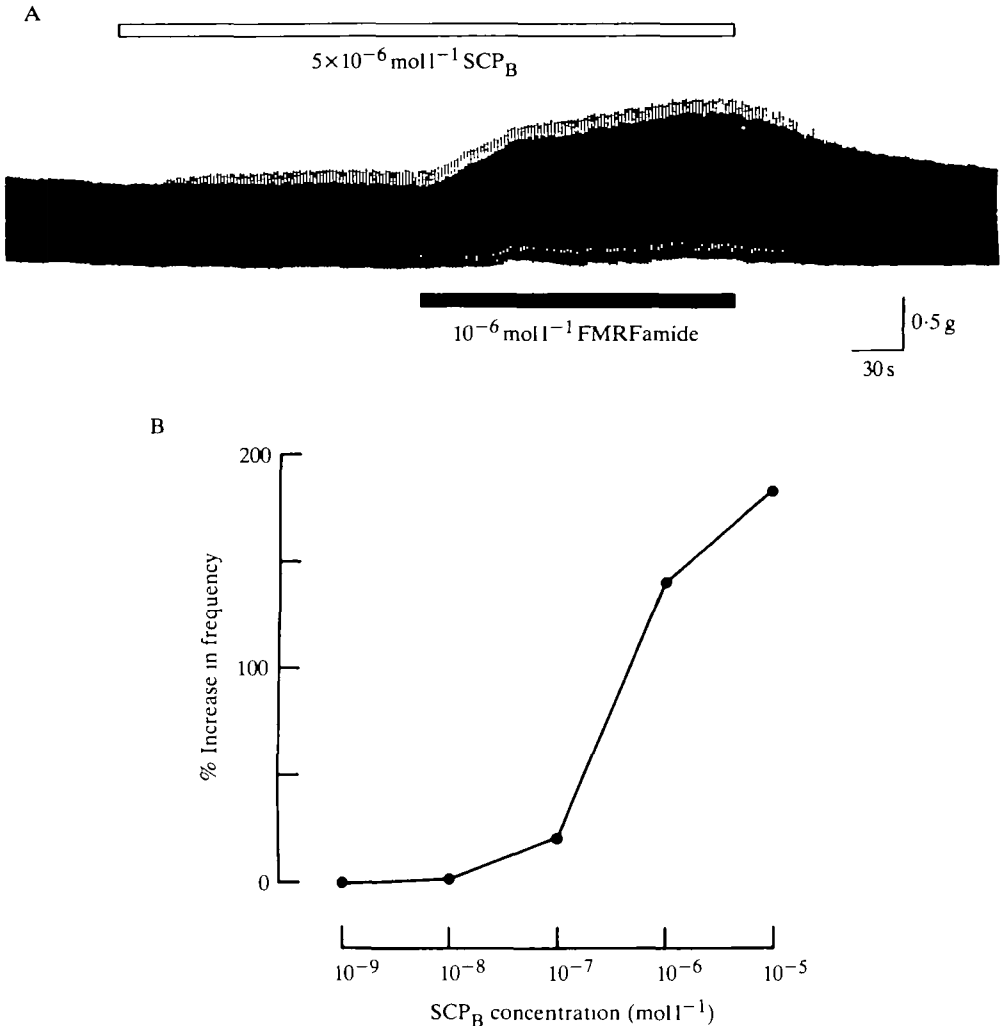 A
5×10⁻⁶ mol l⁻¹ SCP_B
10⁻⁶ mol l⁻¹ FMRFamide
0·5 g
30 s
B
200
100
0
% Increase in frequency
10⁻⁹ 10⁻⁸ 10⁻⁷ 10⁻⁶ 10⁻⁵
SCP_B concentration (mol l⁻¹)